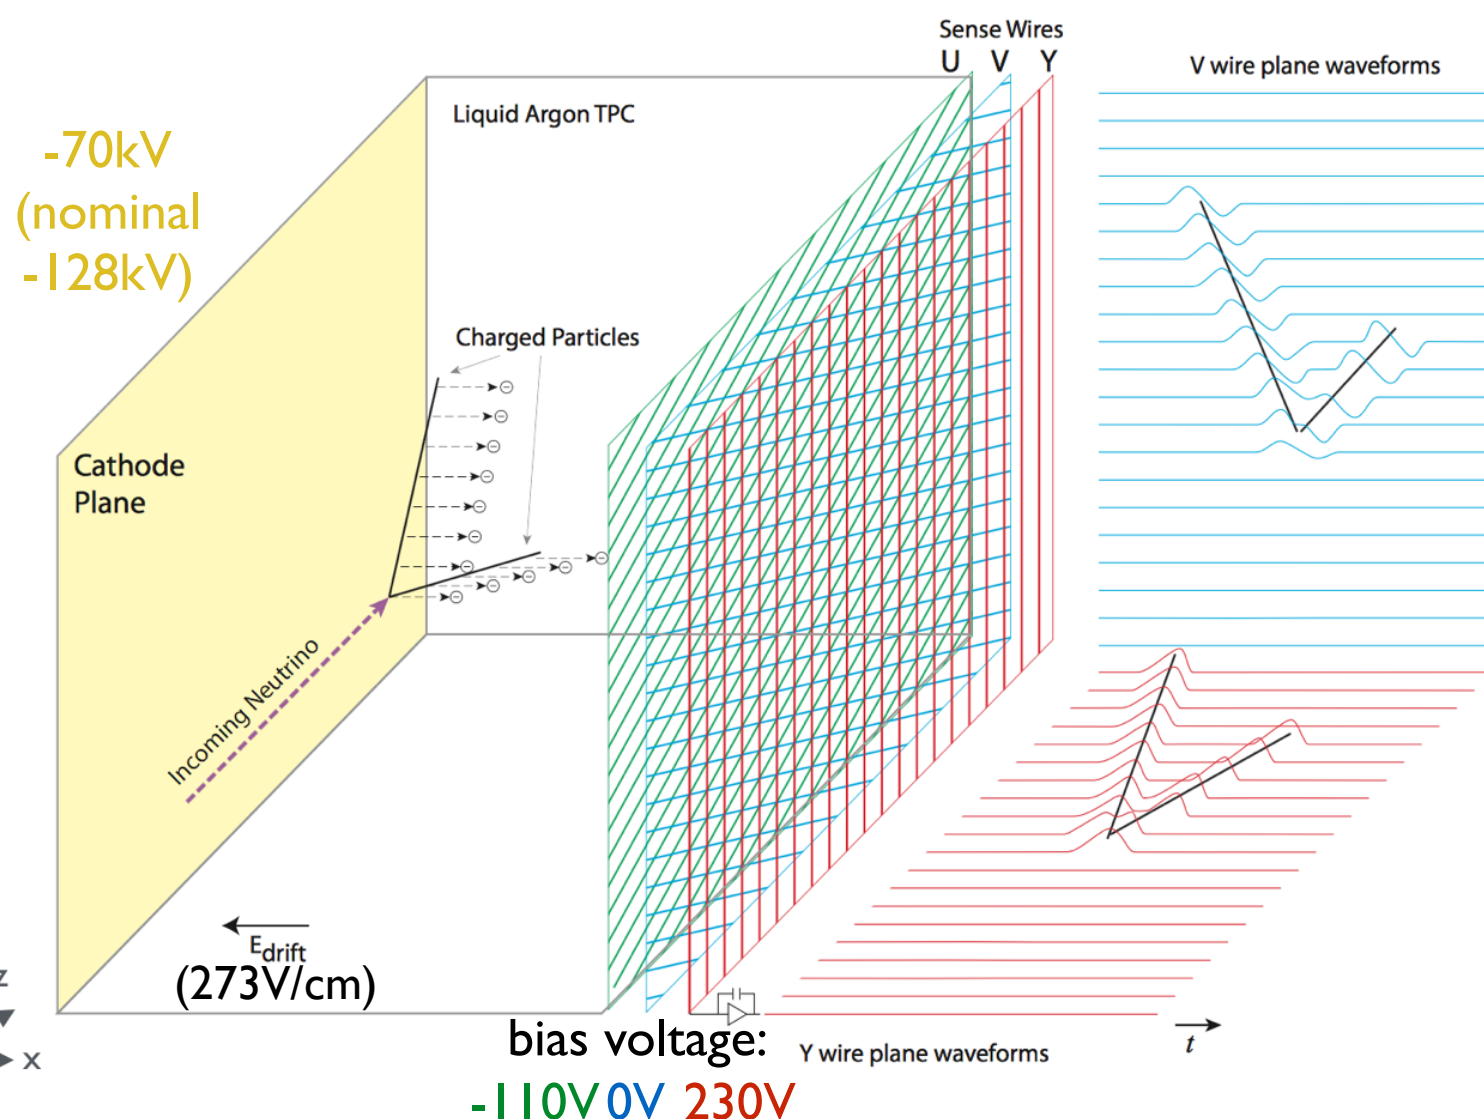 Sense Wires
U V Y
V wire plane waveforms
Liquid Argon TPC
-70kV
(nominal
-128kV)
Charged Particles
Cathode
Plane
Incoming Neutrino
Edrift
(273V/cm)
z
x
bias voltage:
-110V 0V 230V
Y wire plane waveforms
t